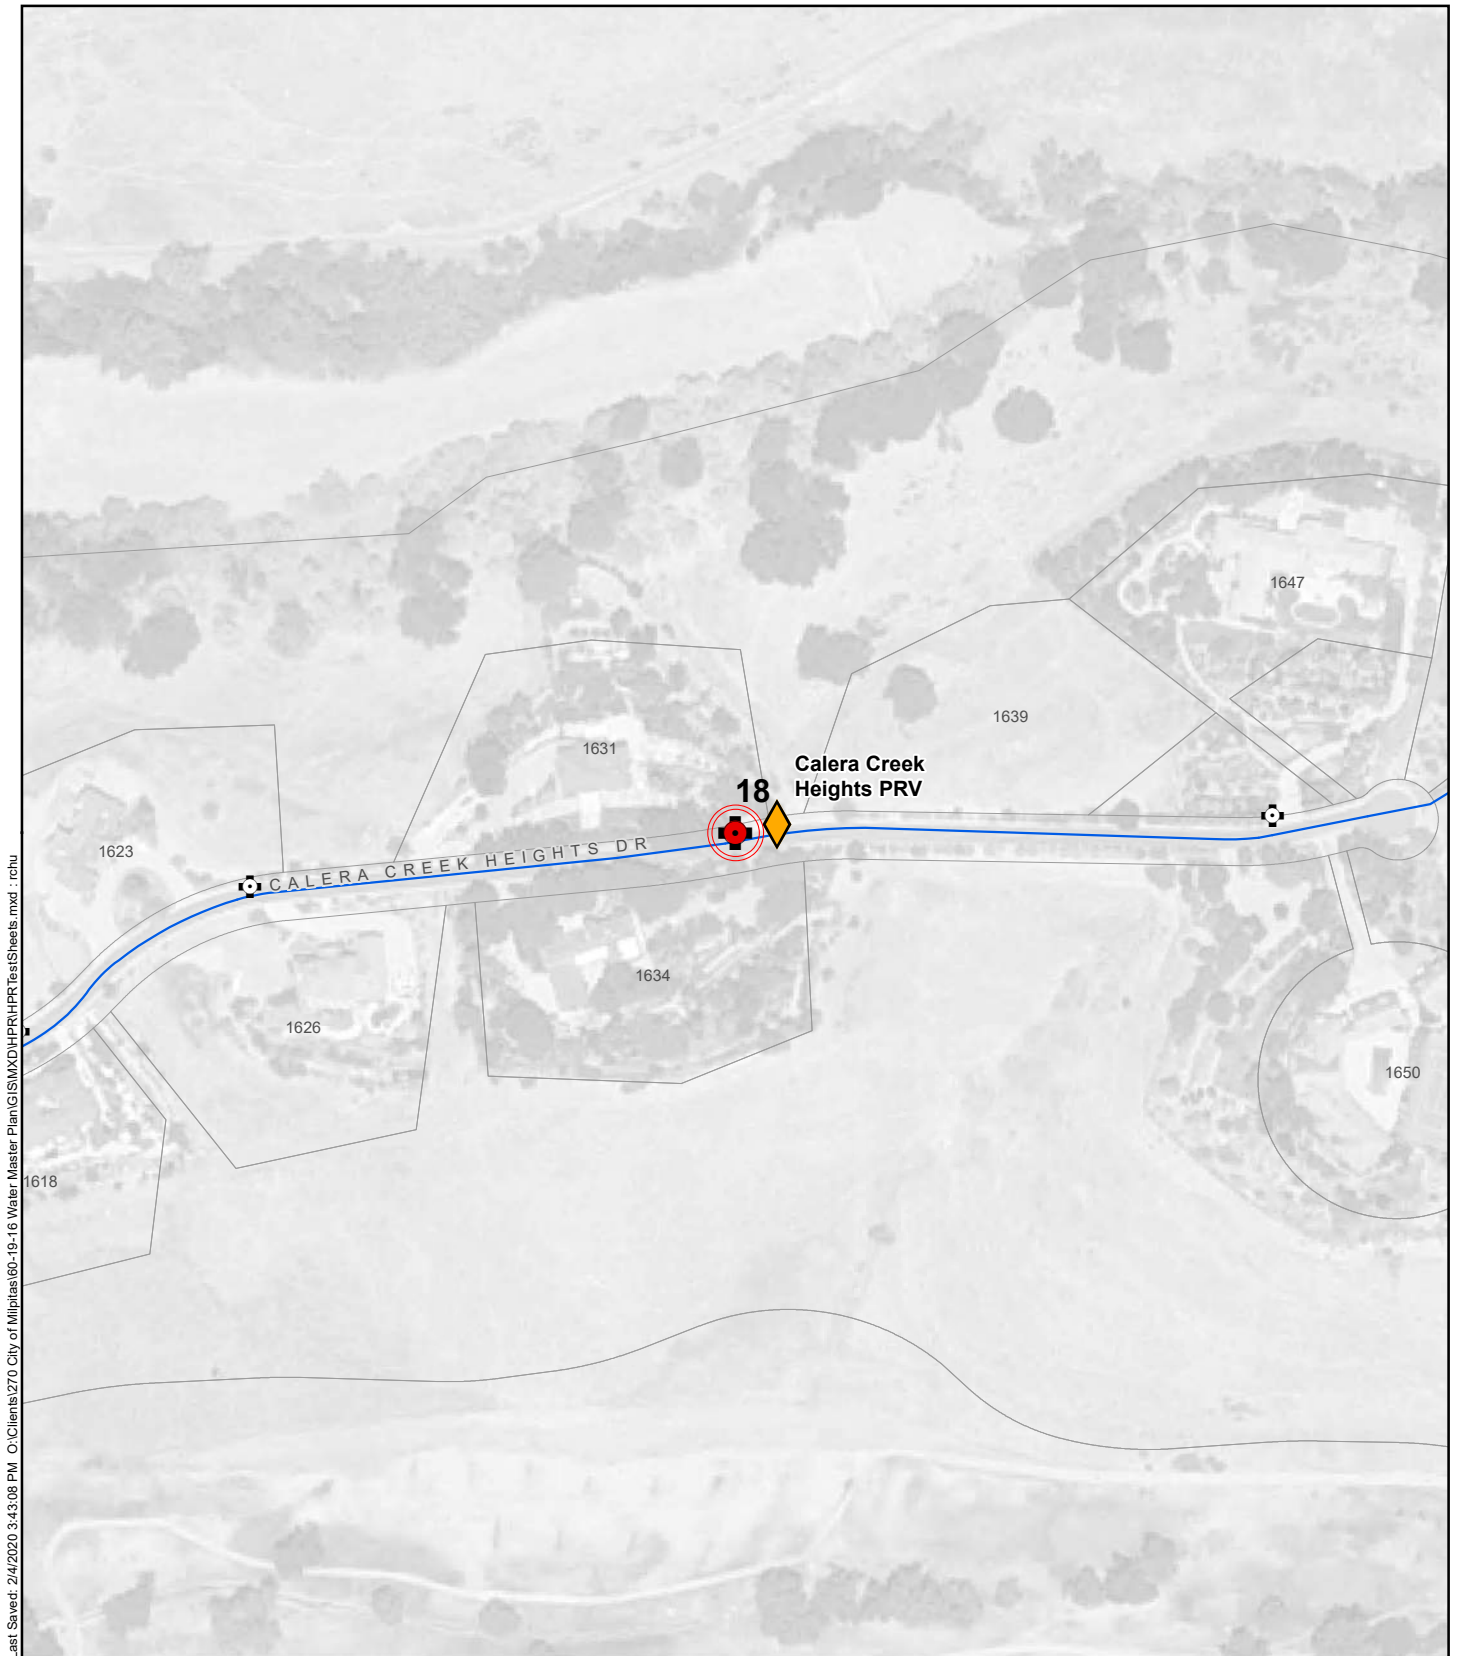 1647
1639
1631
Calera Creek
Heights PRV
18
CALERA CREEK HEIGHTS DR
1623
1634
1626
1650
1618
Last Saved: 2/4/2020 3:43:08 PM O:\Clients\270 City of Milpitas\60-19-16 Water Master Plan\GIS\MXD\HPR\HPRTestSheets.mxd : rchu